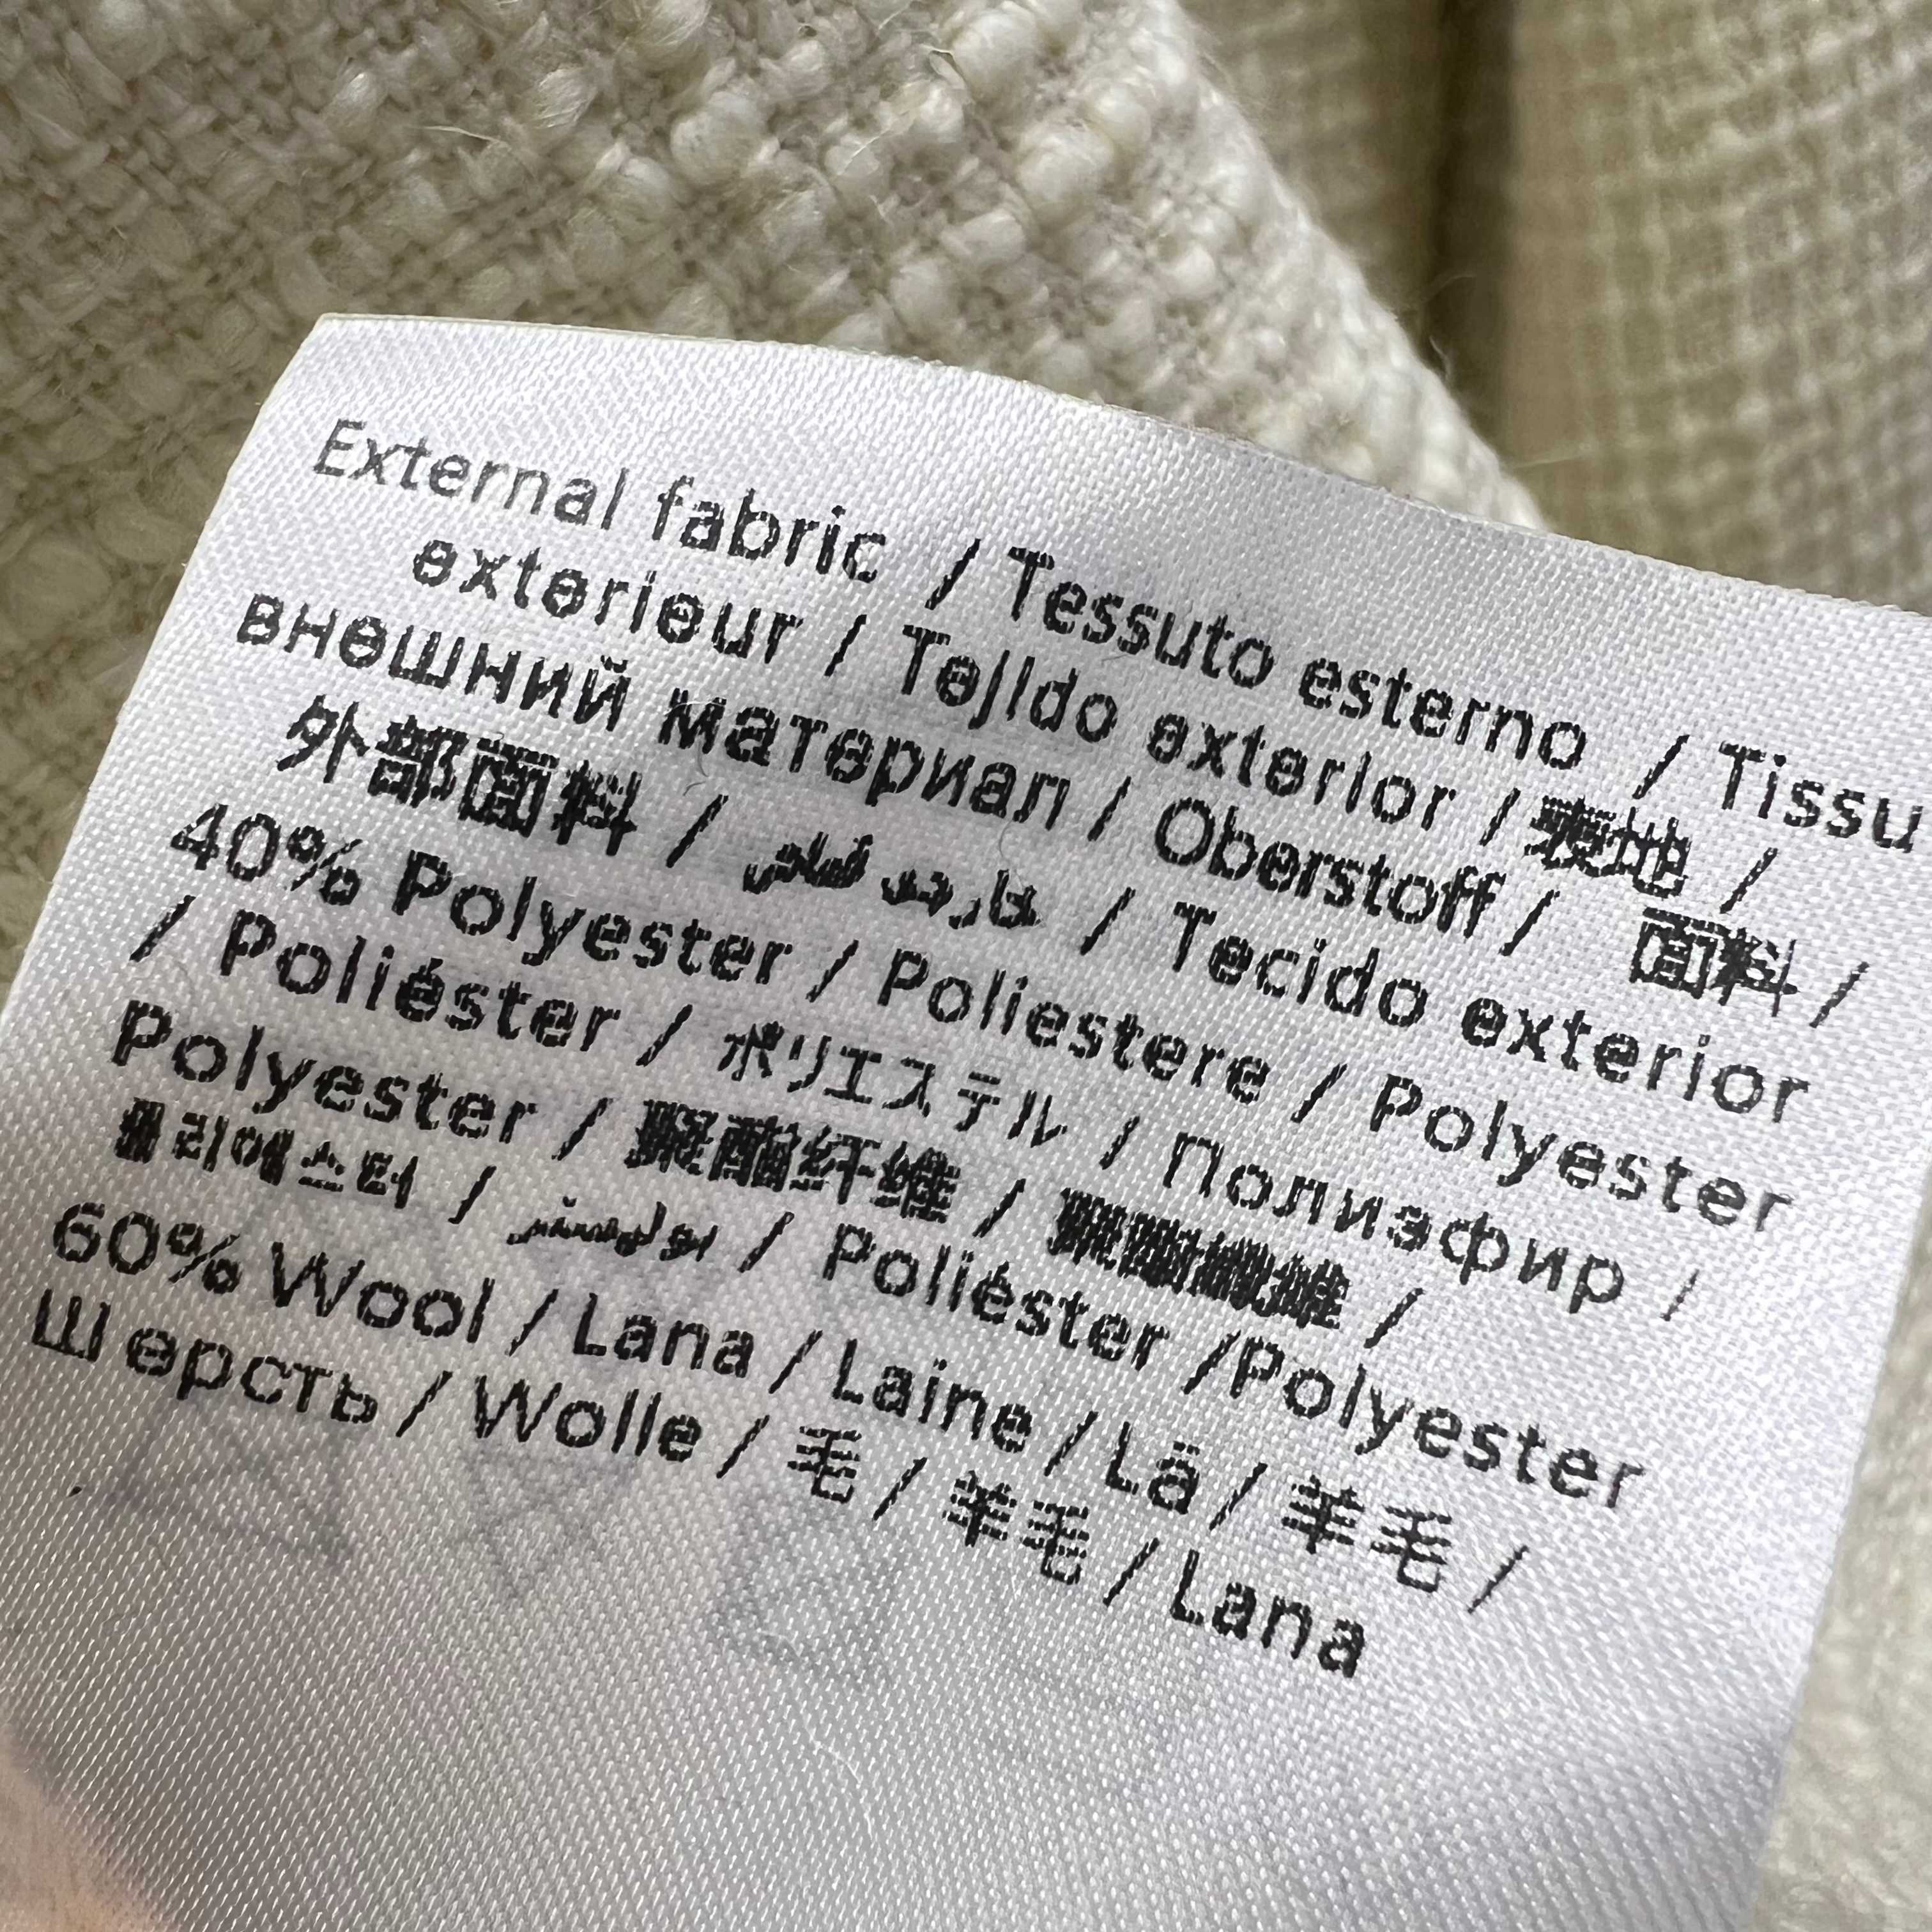 External fabric / Tessuto esterno / Tissu
exterieur / Tejido exterior / 表地 /
внешний материал / Oberstoff / 面料 /
外部面料 / / Tecido exterior
40% Polyester / Poliestere / Polyester
/ Poliéster / ポリエステル / Полиэфир /
Polyester / 聚酯纤维 / 聚酯纖維 /
폴리에스터 / بوليستر / Poliéster /Polyester
60% Wool / Lana / Laine / Lã / 羊毛 /
Шерсть / Wolle / 毛 / 羊毛 / Lana